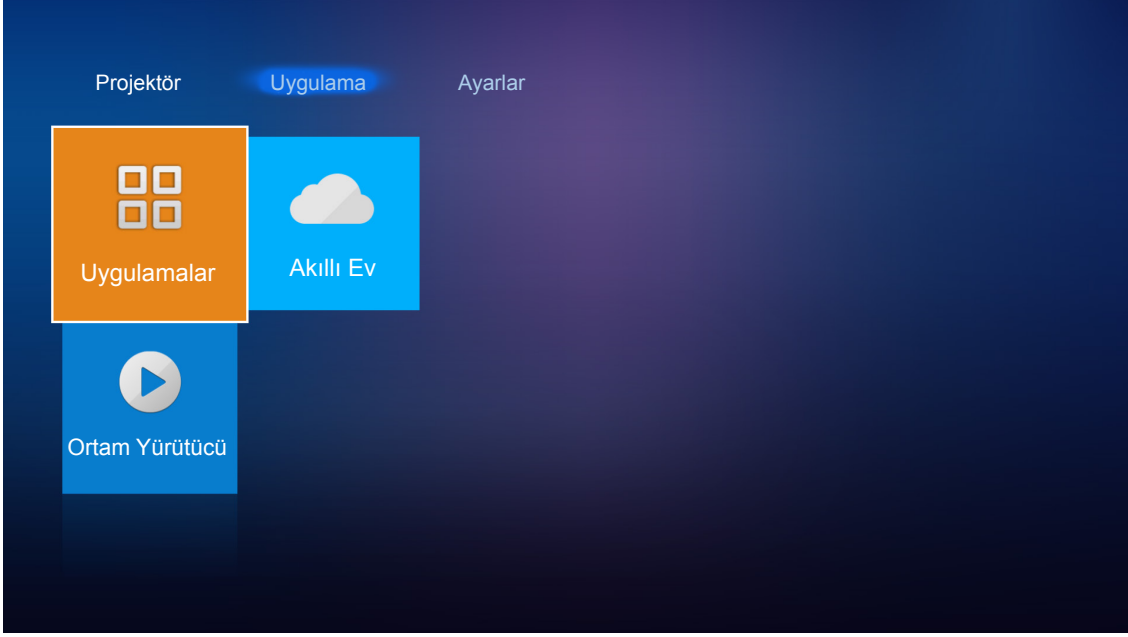 Projektör
Uygulama
Ayarlar
Uygulamalar
Akıllı Ev
Ortam Yürütücü